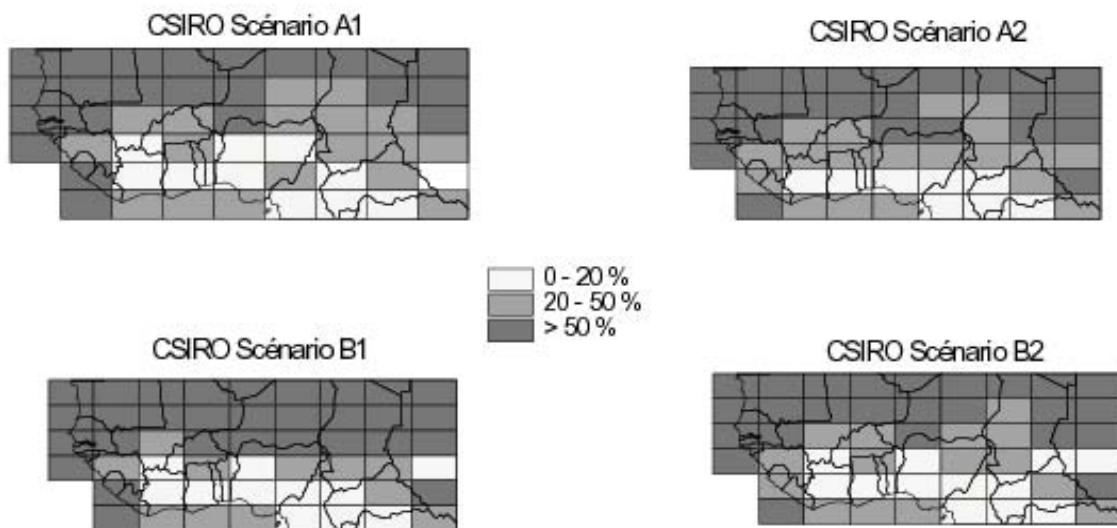 CSIRO Scénario A1
CSIRO Scénario A2
0 - 20 %
20 - 50 %
> 50 %
CSIRO Scénario B1
CSIRO Scénario B2